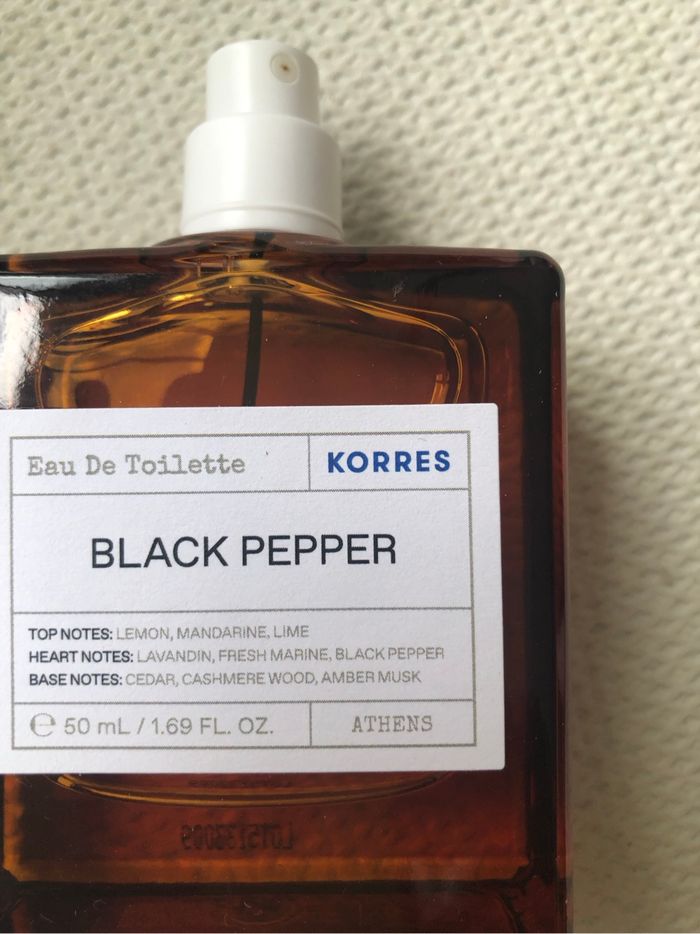 Eau De Toilette
KORRES
BLACK PEPPER
TOP NOTES: LEMON, MANDARINE, LIME
HEART NOTES: LAVANDIN, FRESH MARINE, BLACK PEPPER
BASE NOTES: CEDAR, CASHMERE WOOD, AMBER MUSK
℮ 50 mL / 1.69 FL. OZ.
ATHENS